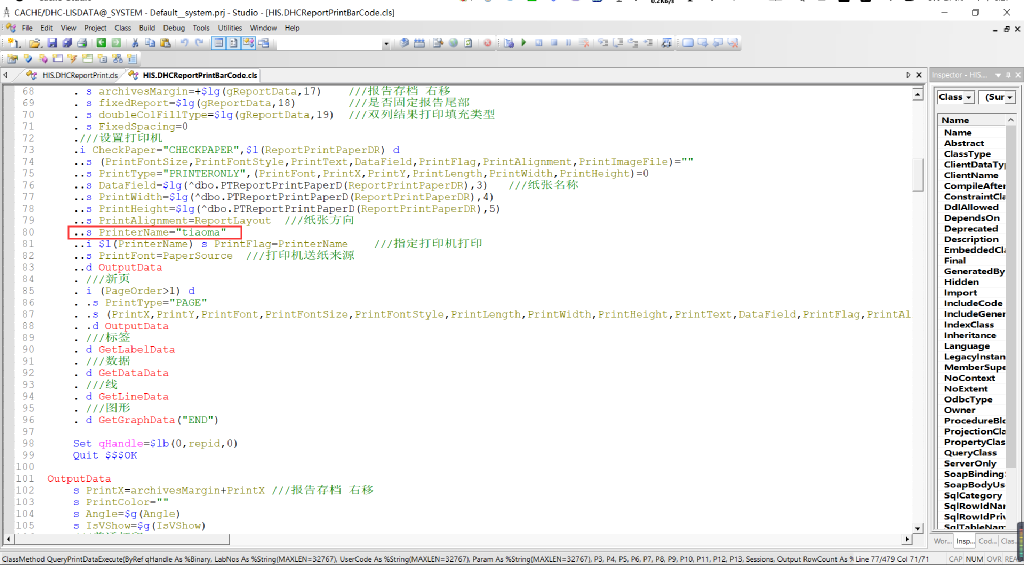 CACHE/DHC-LISDATA@_SYSTEM - Default__system.prj - Studio - [HIS.DHCReportPrintBarCode.cls]
File Edit View Project Class Build Debug Tools Utilities Window Help
HIS.DHCReportPrint.cls HIS.DHCReportPrintBarCode.cls
68 . s archivesMargin=+$lg(gReportData,17) ///报告存档 右移
69 . s fixedReport=$lg(gReportData,18) ///是否固定报告尾部
70 . s doubleColFillType=$lg(gReportData,19) ///双列结果打印填充类型
71 . s FixedSpacing=0
72 .///设置打印机
73 .i CheckPaper="CHECKPAPER",$l(ReportPrintPaperDR) d
74 ..s (PrintFontSize,PrintFontStyle,PrintText,DataField,PrintFlag,PrintAlignment,PrintImageFile)=""
75 ..s PrintType="PRINTERONLY",(PrintFont,PrintX,PrintY,PrintLength,PrintWidth,PrintHeight)=0
76 ..s DataField=$lg(^dbo.PTReportPrintPaperD(ReportPrintPaperDR),3) ///纸张名称
77 ..s PrintWidth=$lg(^dbo.PTReportPrintPaperD(ReportPrintPaperDR),4)
78 ..s PrintHeight=$lg(^dbo.PTReportPrintPaperD(ReportPrintPaperDR),5)
79 ..s PrintAlignment=ReportLayout ///纸张方向
80 ..s PrinterName="tiaoma"
81 ..i $l(PrinterName) s PrintFlag=PrinterName ///指定打印机打印
82 ..s PrintFont=PaperSource ///打印机送纸来源
83 ..d OutputData
84 . ///新页
85 . i (PageOrder>1) d
86 . .s PrintType="PAGE"
87 . .s (PrintX,PrintY,PrintFont,PrintFontSize,PrintFontStyle,PrintLength,PrintWidth,PrintHeight,PrintText,DataField,PrintFlag,PrintAl
88 . .d OutputData
89 . ///标签
90 . d GetLabelData
91 . ///数据
92 . d GetDataData
93 . ///线
94 . d GetLineData
95 . ///图形
96 . d GetGraphData("END")
97
98 Set qHandle=$lb(0,repid,0)
99 Quit $$$OK
100
101 OutputData
102 s PrintX=archivesMargin+PrintX ///报告存档 右移
103 s PrintColor=""
104 s Angle=$g(Angle)
105 s IsVShow=$g(IsVShow)
Inspector - HIS...
Class (Sur
Name
Name
Abstract
ClassType
ClientDataTy
ClientName
CompileAfter
ConstraintCla
DdlAllowed
DependsOn
Deprecated
Description
EmbeddedCla
Final
GeneratedBy
Hidden
Import
IncludeCode
IncludeGener
IndexClass
Inheritance
Language
LegacyInstan
MemberSupe
NoContext
NoExtent
OdbcType
Owner
ProcedureBlo
ProjectionCla
PropertyClas
QueryClass
ServerOnly
SoapBinding
SoapBodyUs
SqlCategory
SqlRowIdNar
SqlRowIdPriv
SqlTableNam
Wor... Insp... Cod... Clas.
ClassMethod QueryPrintDataExecute(ByRef qHandle As %Binary, LabNos As %String(MAXLEN=32767), UserCode As %String(MAXLEN=32767), Param As %String(MAXLEN=32767), P3, P4, P5, P6, P7, P8, P9, P10, P11, P12, P13, Sessions, Output RowCount As % Line 77/479 Col 71/71 CAP NUM OVR REA